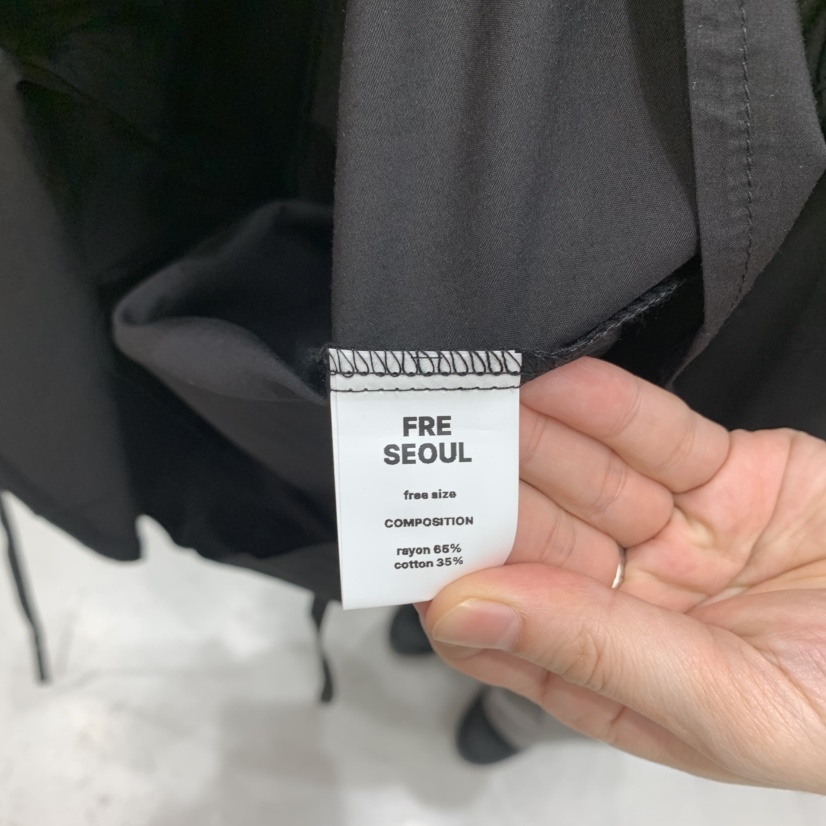 FRE
SEOUL
free size
COMPOSITION
rayon 65%
cotton 35%